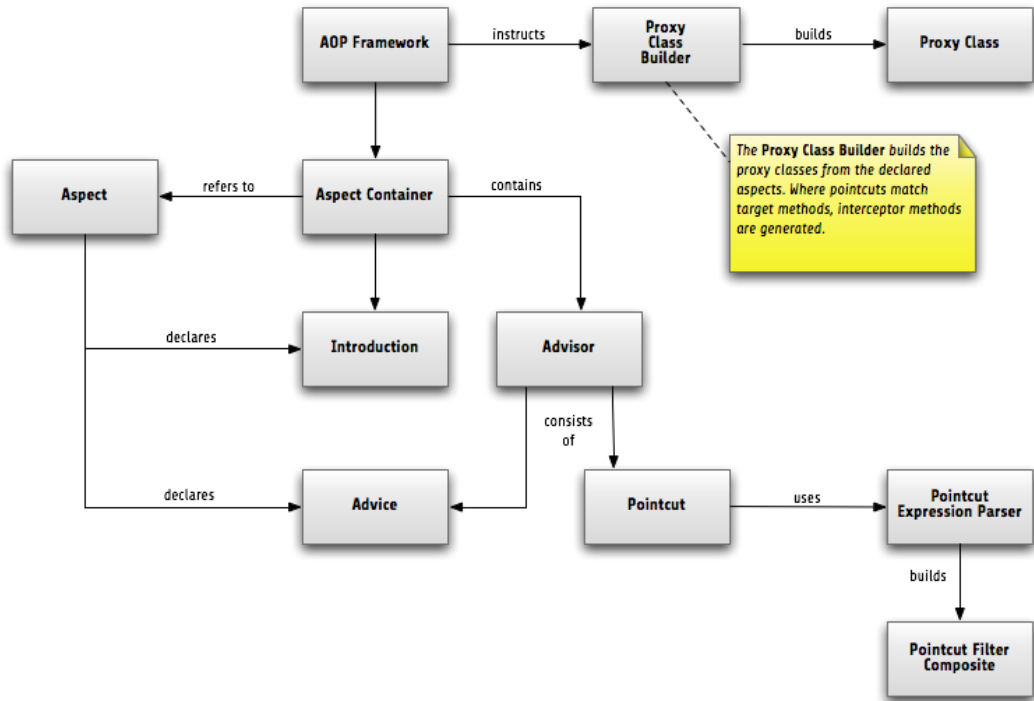 AOP Framework
instructs
Proxy
Class
Builder
builds
Proxy Class
The Proxy Class Builder builds the
proxy classes from the declared
aspects. Where pointcuts match
target methods, interceptor methods
are generated.
Aspect
refers to
Aspect Container
contains
declares
Introduction
Advisor
consists
of
declares
Advice
Pointcut
uses
Pointcut
Expression Parser
builds
Pointcut Filter
Composite